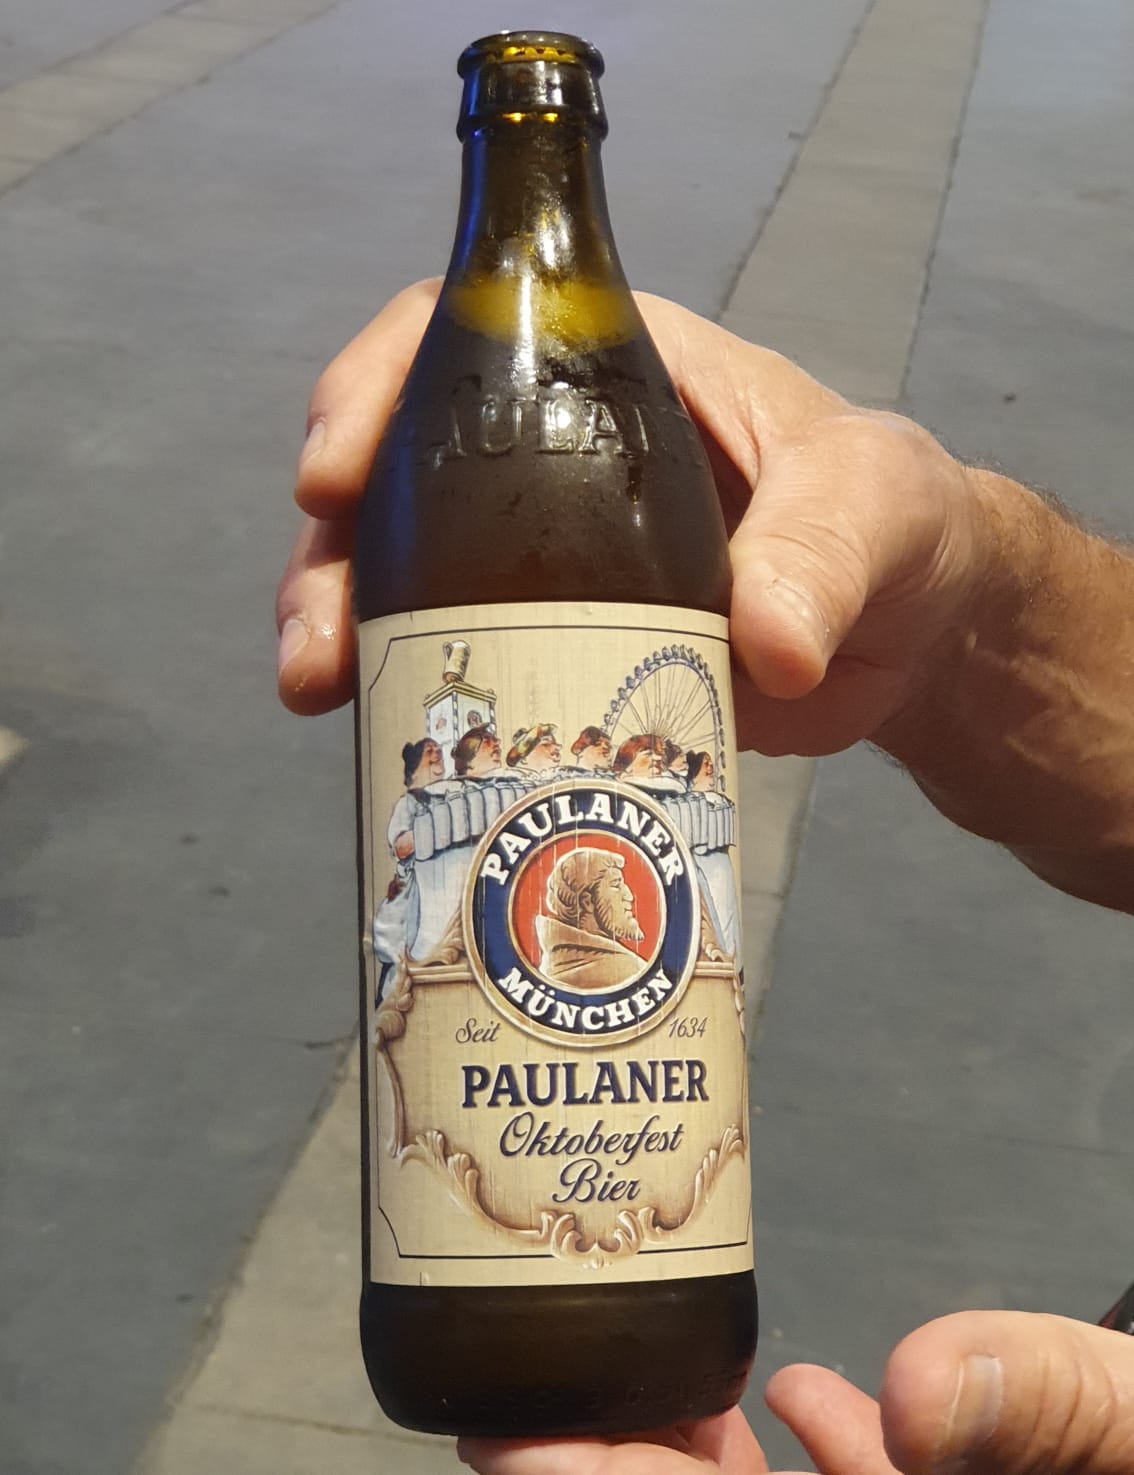 PAULANER
PAULANER
MÜNCHEN
Seit 1634
PAULANER
Oktoberfest
Bier